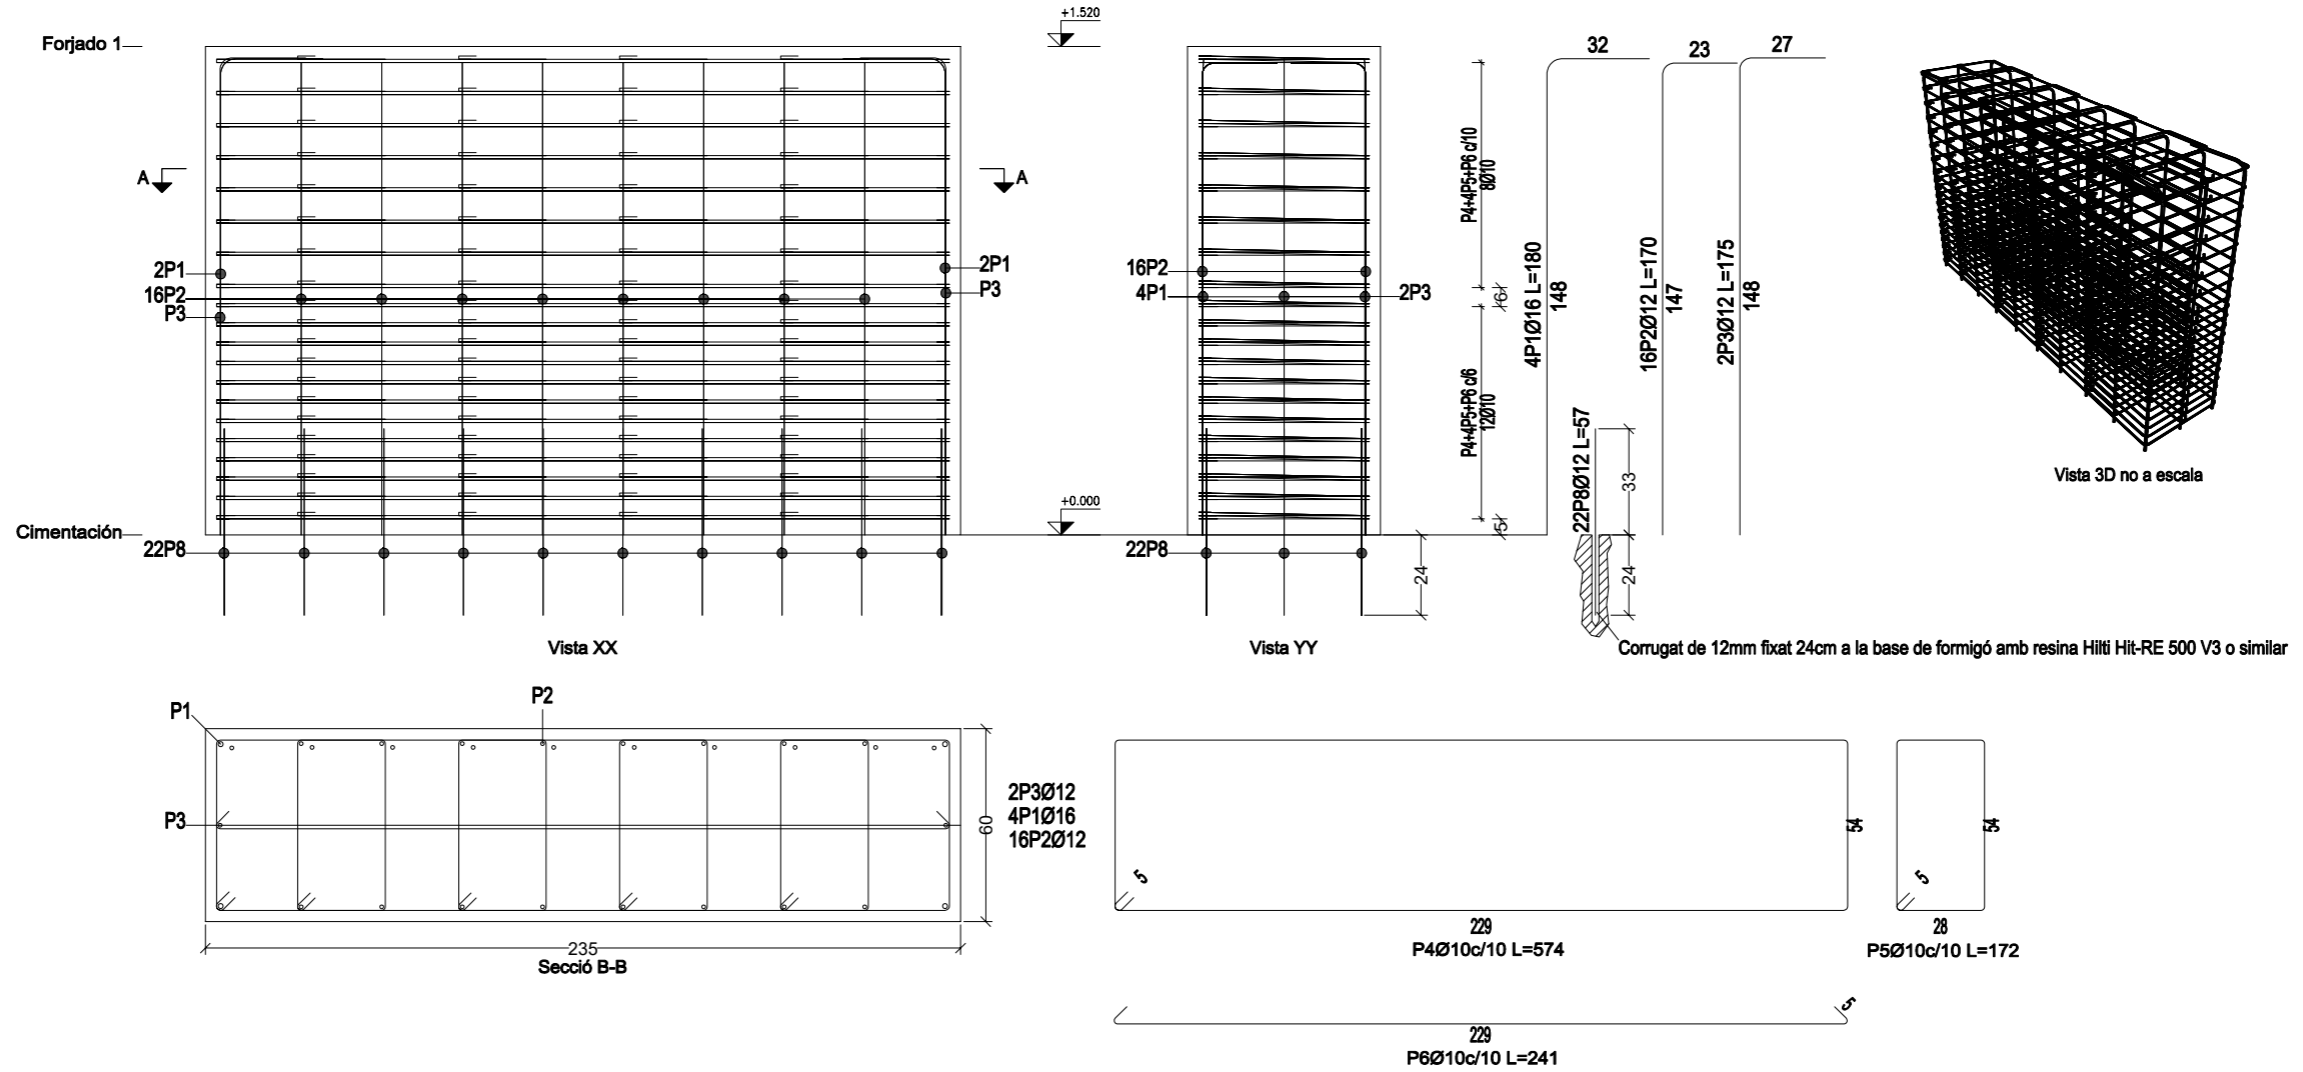 Forjado 1
+1.520
32
23
27
A
A
P4+4P5+P6 c/10
8Ø10
2P1
2P1
16P2
P3
P3
16P2
4P1
2P3
6
4P1Ø16 L=180
148
16P2Ø12 L=170
147
2P3Ø12 L=175
148
P4+4P5+P6 c/6
12Ø10
22P8Ø12 L=57
33
Vista 3D no a escala
+0.000
Cimentación
5
22P8
22P8
24
24
Vista XX
Vista YY
Corrugat de 12mm fixat 24cm a la base de formigó amb resina Hilti Hit-RE 500 V3 o similar
P1
P2
P3
2P3Ø12
4P1Ø16
16P2Ø12
60
54
54
5
5
235
Secció B-B
229
P4Ø10c/10 L=574
28
P5Ø10c/10 L=172
5
229
P6Ø10c/10 L=241